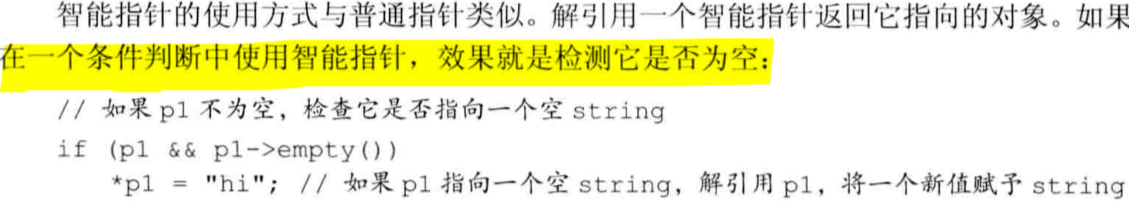 智能指针的使用方式与普通指针类似。解引用一个智能指针返回它指向的对象。如果
在一个条件判断中使用智能指针，效果就是检测它是否为空：
// 如果 p1 不为空，检查它是否指向一个空 string
if (p1 && p1->empty())
*p1 = "hi"; // 如果 p1 指向一个空 string，解引用 p1，将一个新值赋予 string